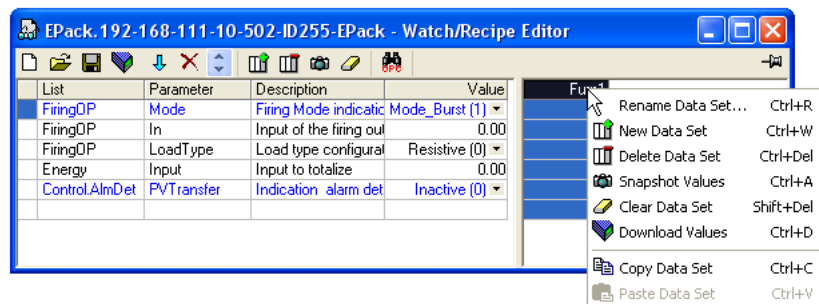 EPack.192-168-111-10-502-ID255-EPack - Watch/Recipe Editor
OPC
List Parameter Description Value
FiringOP Mode Firing Mode indicatic Mode_Burst (1)
FiringOP In Input of the firing out 0.00
FiringOP LoadType Load type configurat Resistive (0)
Energy Input Input to totalize 0.00
Control.AlmDet PVTransfer Indication alarm det Inactive (0)
Rename Data Set... Ctrl+R
New Data Set Ctrl+W
Delete Data Set Ctrl+Del
Snapshot Values Ctrl+A
Clear Data Set Shift+Del
Download Values Ctrl+D
Copy Data Set Ctrl+C
Paste Data Set Ctrl+V